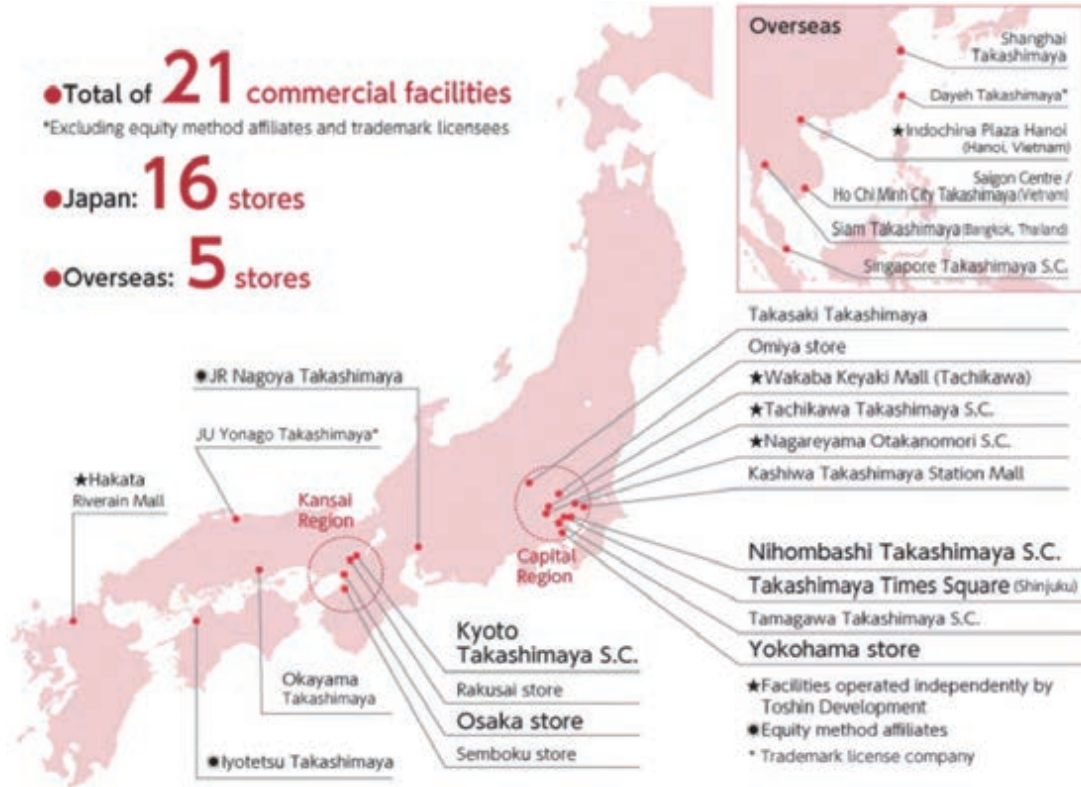 ●Total of 21 commercial facilities
*Excluding equity method affiliates and trademark licensees
●Japan: 16 stores
●Overseas: 5 stores
Overseas
Shanghai
Takashimaya
Dayeh Takashimaya*
★Indochina Plaza Hanoi
(Hanoi, Vietnam)
Saigon Centre /
Ho Chi Minh City Takashimaya (Vietnam)
Siam Takashimaya (Bangkok, Thailand)
Singapore Takashimaya S.C.
Takasaki Takashimaya
Omiya store
★Wakaba Keyaki Mall (Tachikawa)
★Tachikawa Takashimaya S.C.
★Nagareyama Otakanomori S.C.
Kashiwa Takashimaya Station Mall
Capital
Region
Nihombashi Takashimaya S.C.
Takashimaya Times Square (Shinjuku)
Tamagawa Takashimaya S.C.
Yokohama store
✹JR Nagoya Takashimaya
JU Yonago Takashimaya*
★Hakata
Riverain Mall
Kansai
Region
Kyoto
Takashimaya S.C.
Rakusai store
Osaka store
Semboku store
Okayama
Takashimaya
✹Iyotetsu Takashimaya
★Facilities operated independently by
Toshin Development
✹Equity method affiliates
* Trademark license company